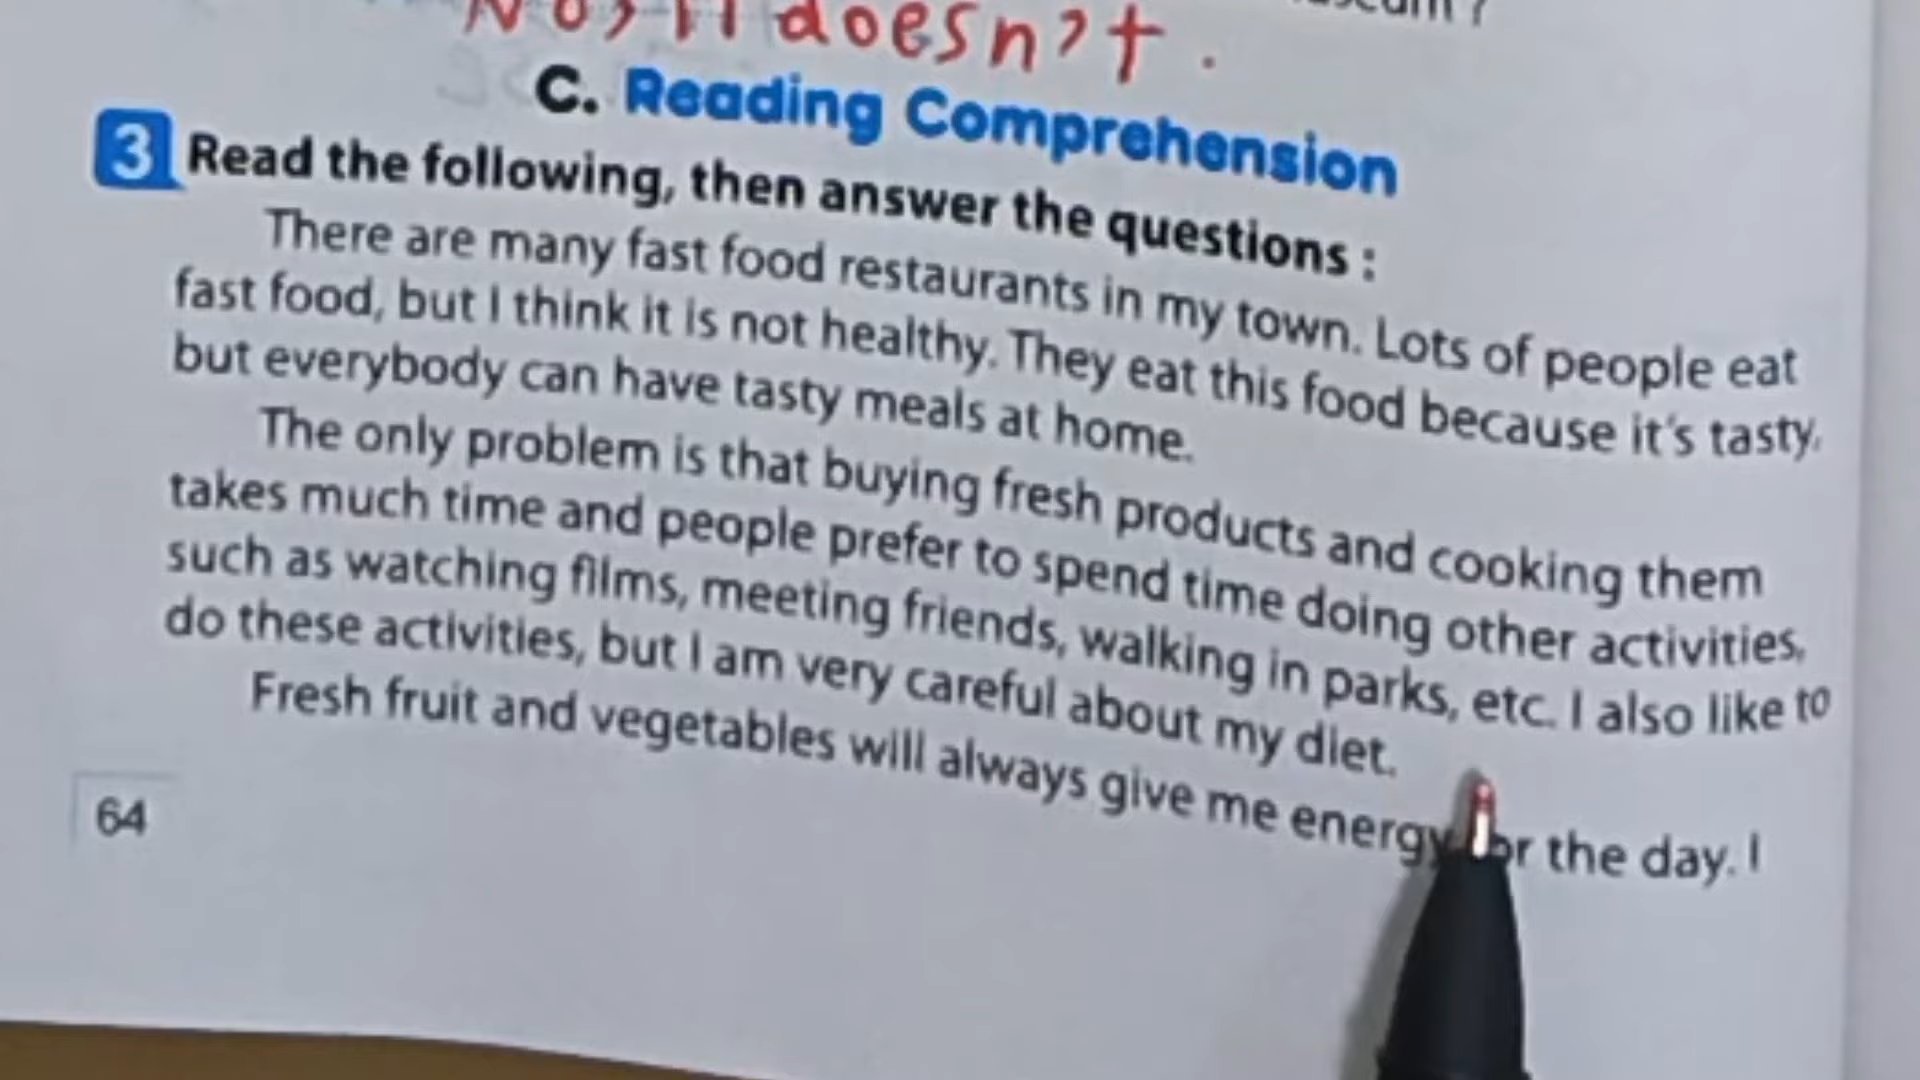 No, it doesn't.
C. Reading Comprehension
3 Read the following, then answer the questions :
There are many fast food restaurants in my town. Lots of people eat
fast food, but I think it is not healthy. They eat this food because it's tasty,
but everybody can have tasty meals at home.
The only problem is that buying fresh products and cooking them
takes much time and people prefer to spend time doing other activities,
such as watching films, meeting friends, walking in parks, etc. I also like to
do these activities, but I am very careful about my diet.
Fresh fruit and vegetables will always give me energy for the day. I
64